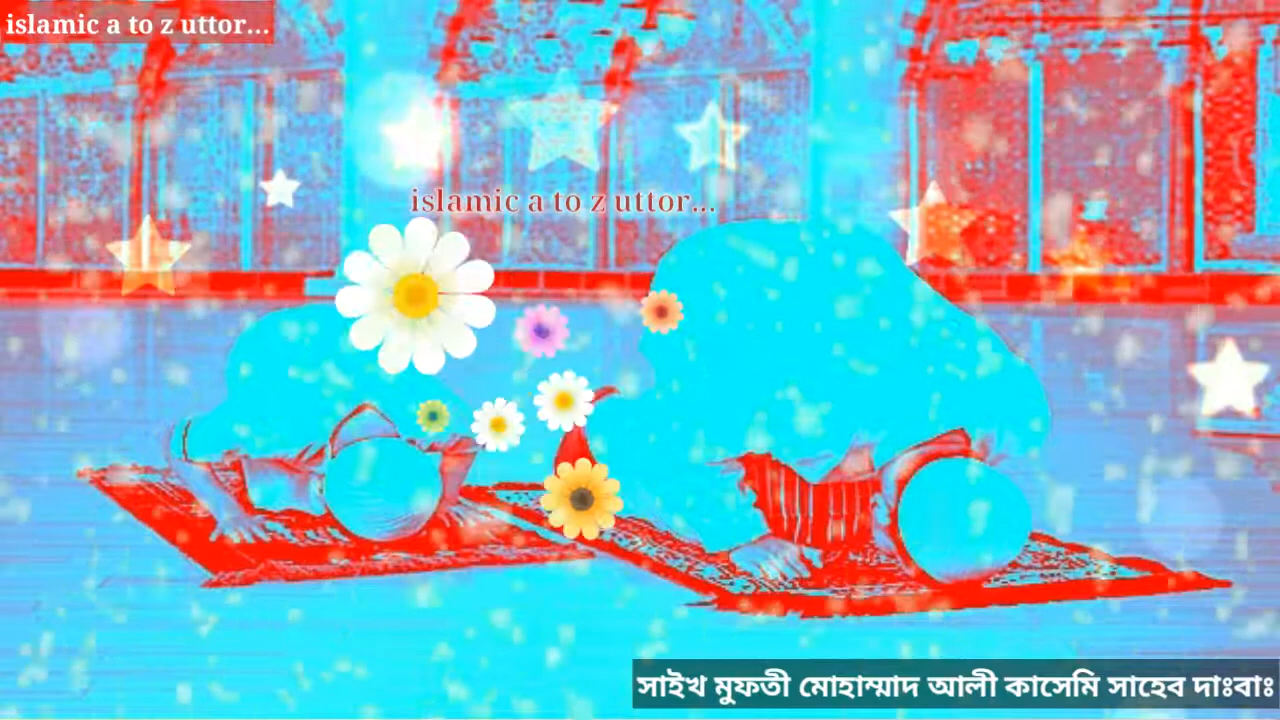 islamic a to z uttor...
islamic a to z uttor...
সাইখ মুফতী মোহাম্মাদ আলী কাসেমি সাহেব দাঃবাঃ